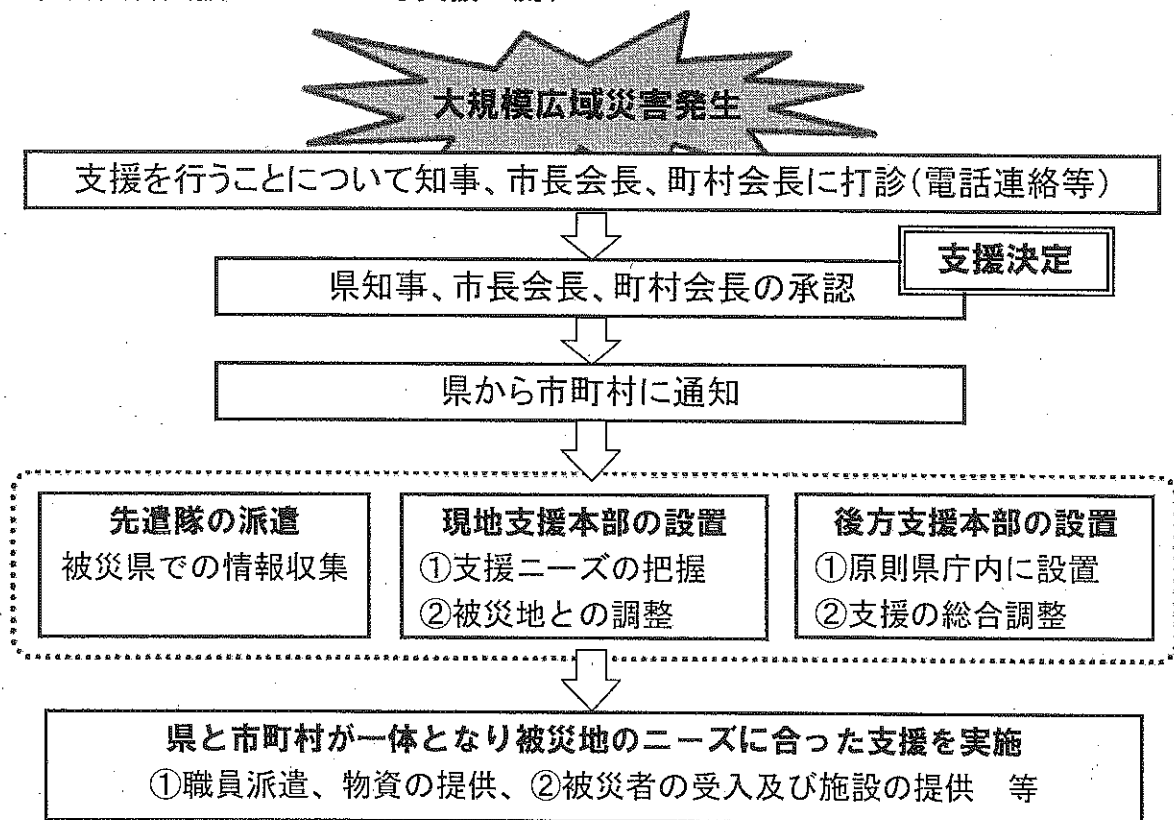 大規模広域災害発生
支援を行うことについて知事、市長会長、町村会長に打診(電話連絡等)
支援決定
県知事、市長会長、町村会長の承認
県から市町村に通知
先遣隊の派遣
被災県での情報収集
現地支援本部の設置
①支援ニーズの把握
②被災地との調整
後方支援本部の設置
①原則県庁内に設置
②支援の総合調整
県と市町村が一体となり被災地のニーズに合った支援を実施
①職員派遣、物資の提供、②被災者の受入及び施設の提供　等